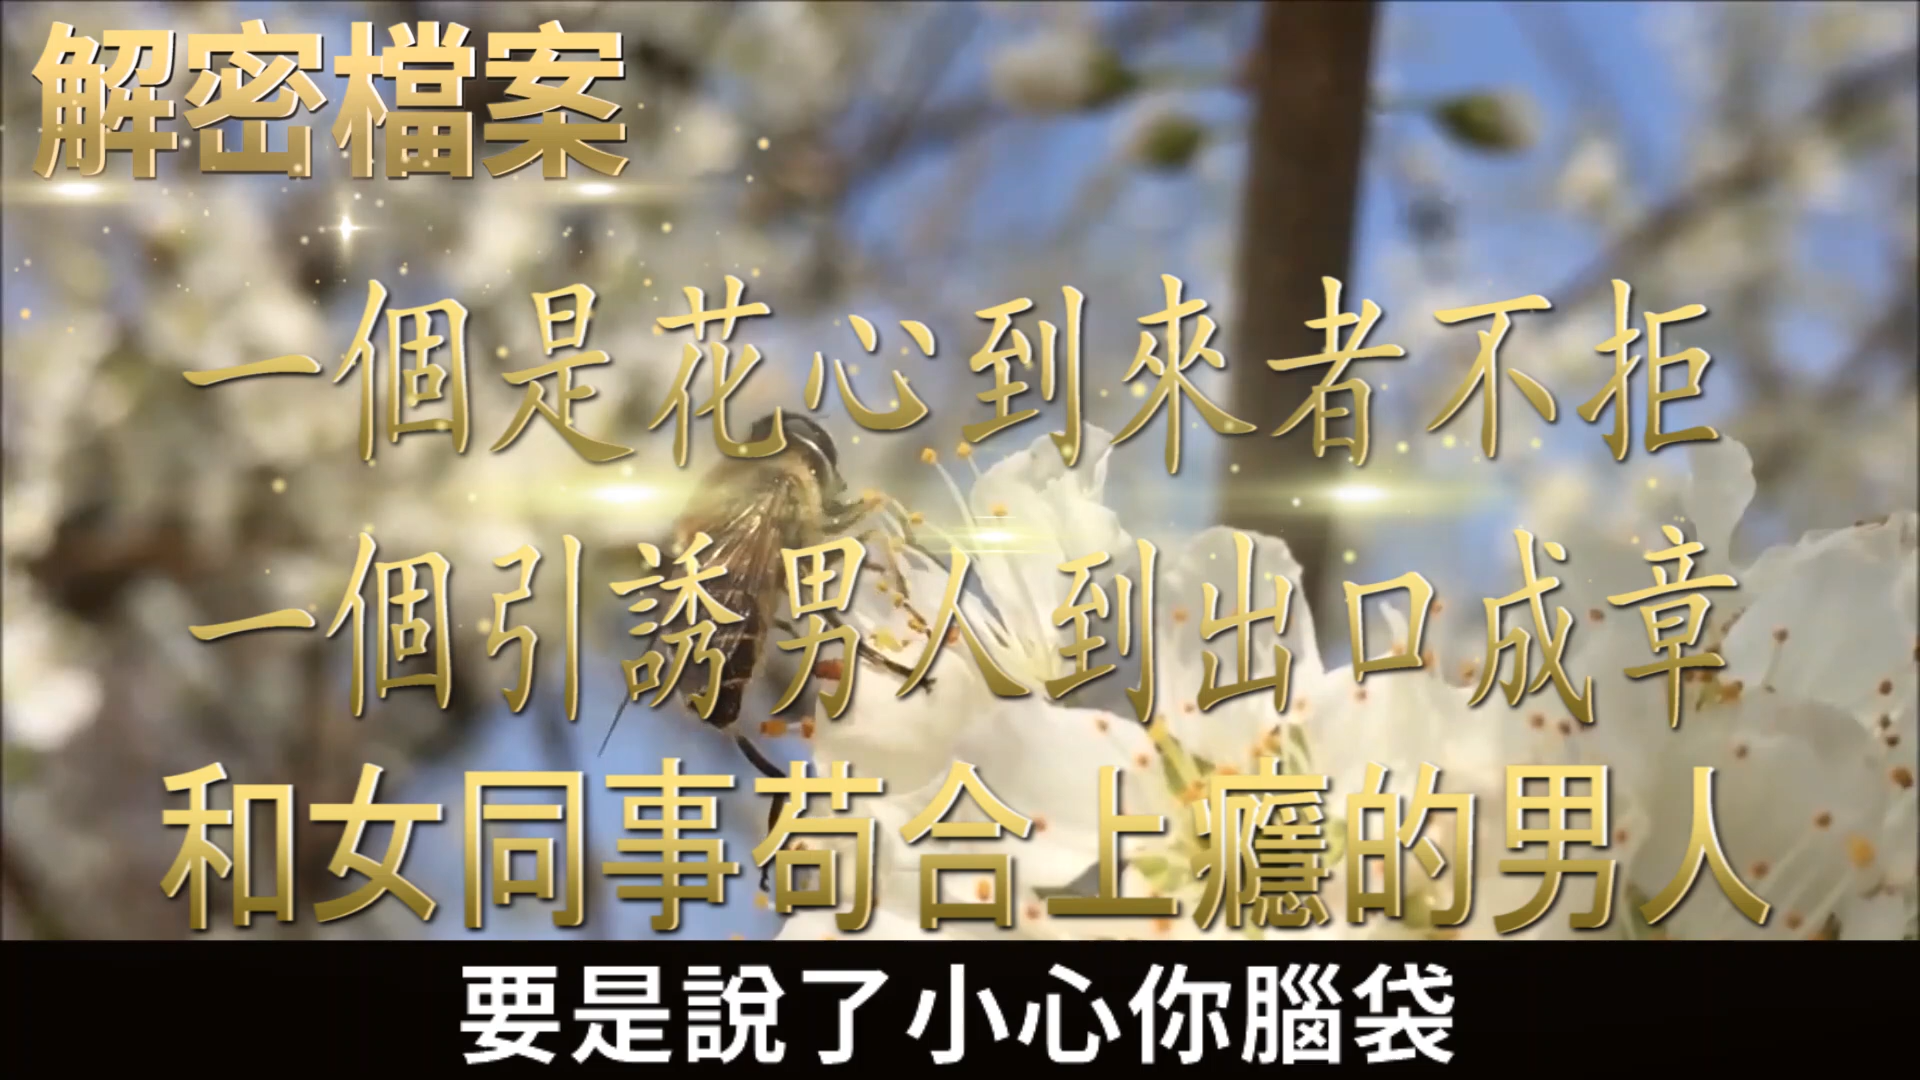 解密檔案
一個是花心到來者不拒
一個引誘男人到出口成章
和女同事苟合上癮的男人
要是說了小心你腦袋